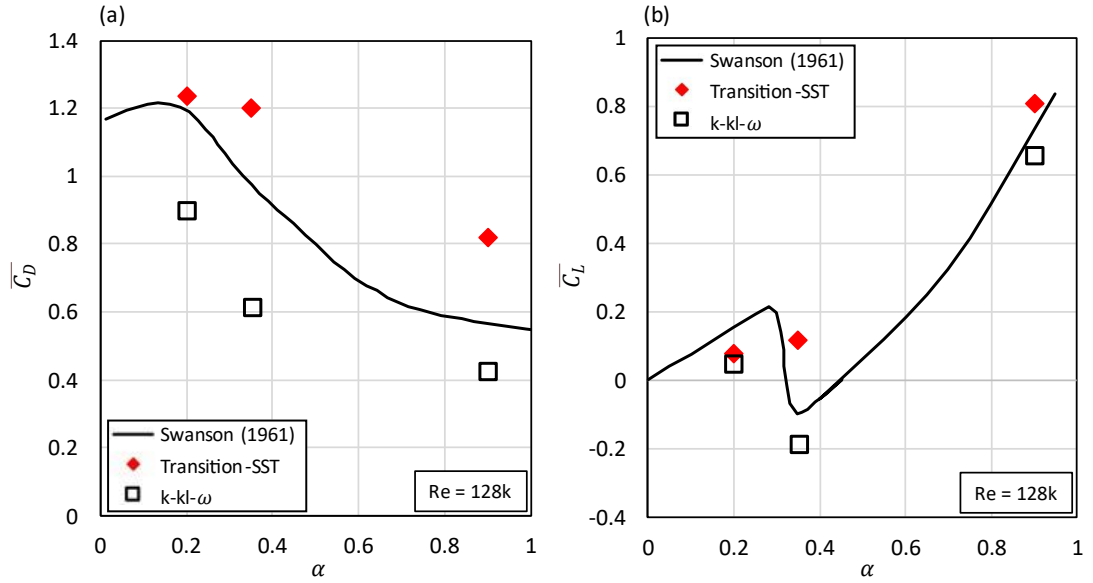 (a)
1.4
1.2
1
0.8
0.6
0.4
0.2
0
C̅_D
Swanson (1961)
Transition-SST
k-kl-ω
Re = 128k
0 0.2 0.4 0.6 0.8 1
α
(b)
1
0.8
0.6
0.4
0.2
0
-0.2
-0.4
C̅_L
Swanson (1961)
Transition-SST
k-kl-ω
Re = 128k
0 0.2 0.4 0.6 0.8 1
α